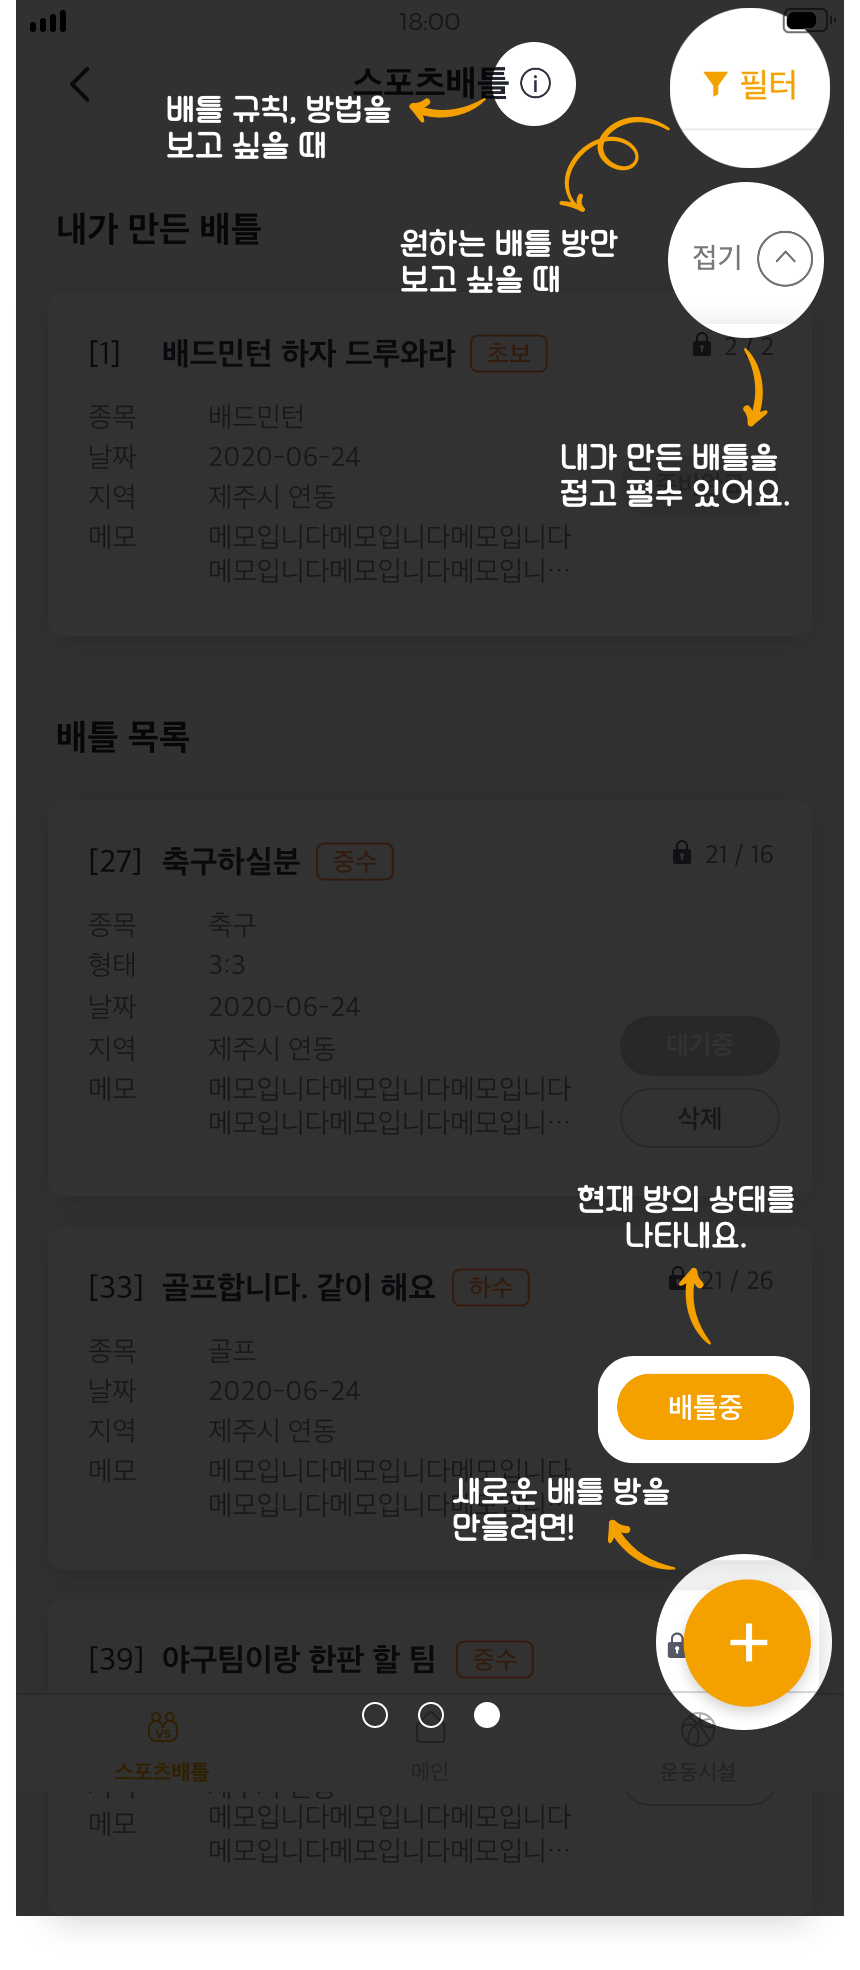 18:00
스포츠배틀
필터
배틀 규칙, 방법을
보고 싶을 때
내가 만든 배틀
원하는 배틀 방만
보고 싶을 때
접기
[1] 배드민턴 하자 드루와라 초보 2 / 2
종목 배드민턴
날짜 2020-06-24
지역 제주시 연동
메모 메모입니다메모입니다메모입니다
메모입니다메모입니다메모입니…
내가 만든 배틀을
접고 펼수 있어요.
배틀 목록
[27] 축구하실분 중수 21 / 16
종목 축구
형태 3:3
날짜 2020-06-24
지역 제주시 연동
메모 메모입니다메모입니다메모입니다
메모입니다메모입니다메모입니…
대기중
삭제
현재 방의 상태를
나타내요.
[33] 골프합니다. 같이 해요 하수 21 / 26
종목 골프
날짜 2020-06-24
지역 제주시 연동
메모 메모입니다메모입니다메모입니다
메모입니다메모입니다
배틀중
새로운 배틀 방을
만들려면!
[39] 야구팀이랑 한판 할 팀 중수
VS
스포츠배틀 메인 운동시설
메모 메모입니다메모입니다메모입니다
메모입니다메모입니다메모입니…